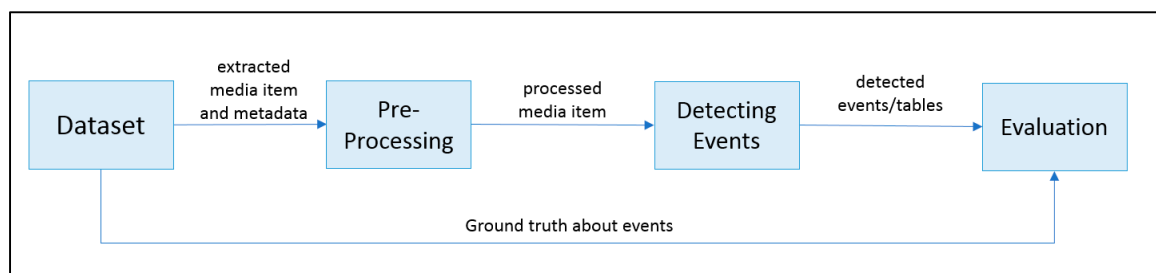 extracted
media item
and metadata
Dataset
Pre-
Processing
processed
media item
Detecting
Events
detected
events/tables
Evaluation
Ground truth about events